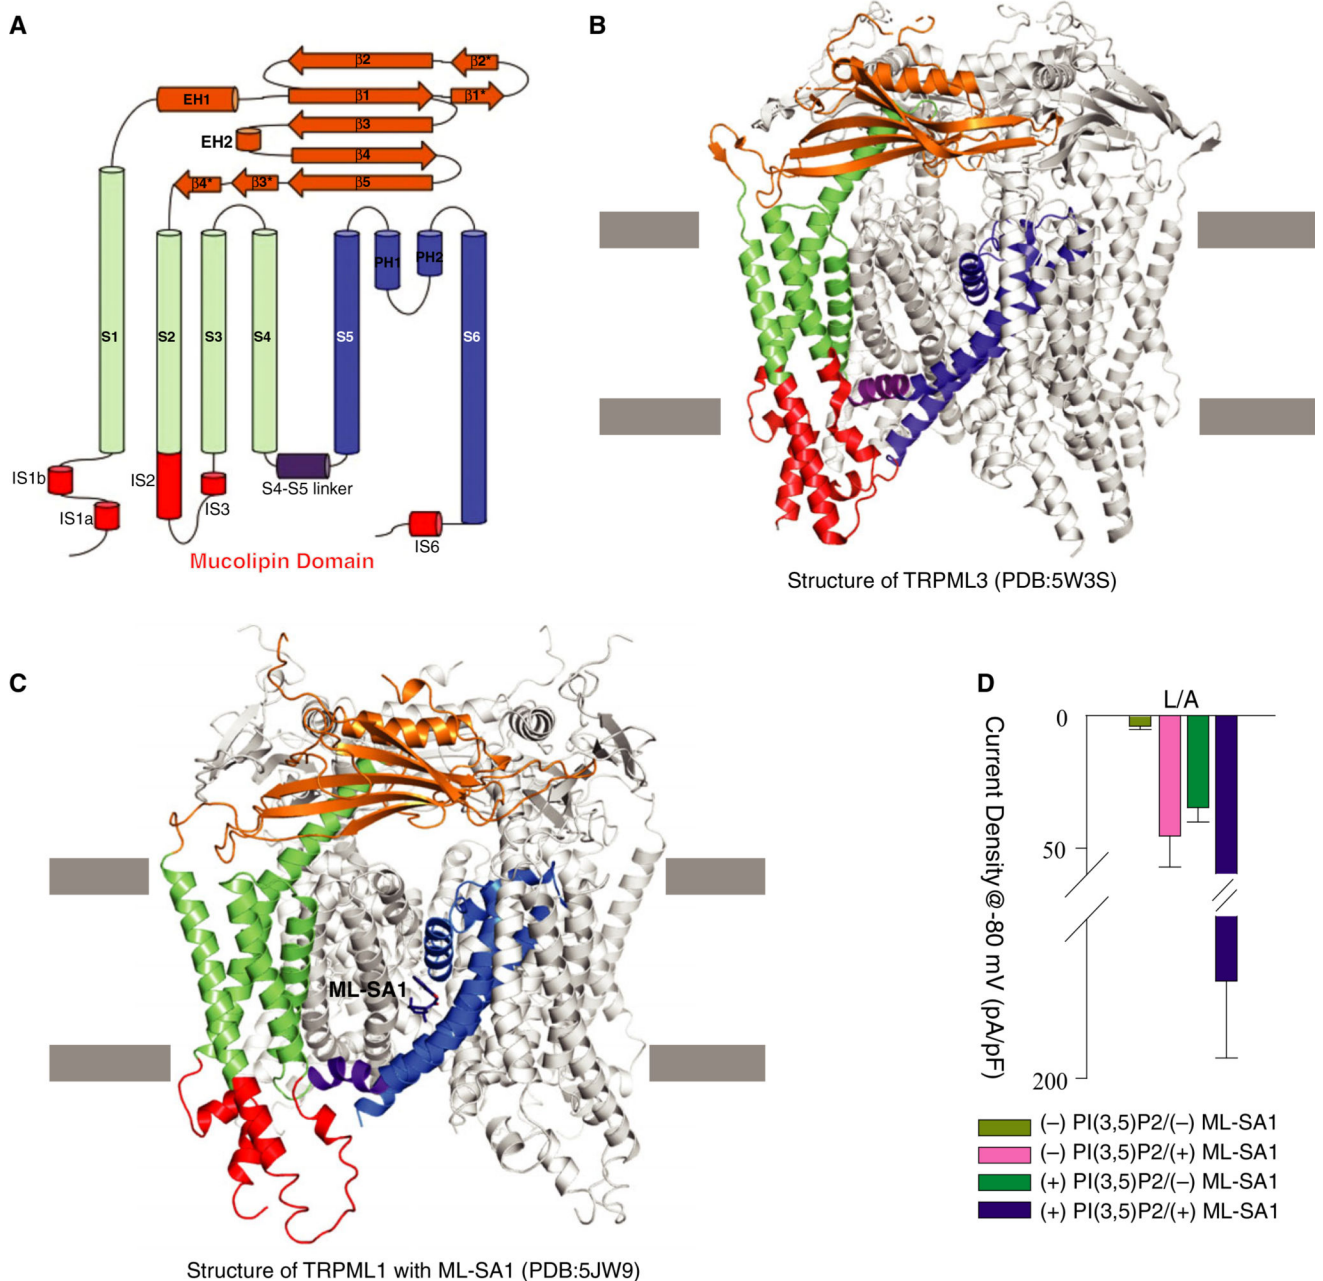 A
β2
β2*
EH1
β1
β1*
β3
EH2
β4
β4*
β3*
β5
S1
S2
S3
S4
S5
PH1
PH2
S6
IS1b
IS2
IS3
IS1a
S4-S5 linker
IS6
Mucolipin Domain
B
Structure of TRPML3 (PDB:5W3S)
C
ML-SA1
Structure of TRPML1 with ML-SA1 (PDB:5JW9)
D
L/A
Current Density@-80 mV (pA/pF)
0
50
200
(–) PI(3,5)P2/(–) ML-SA1
(–) PI(3,5)P2/(+) ML-SA1
(+) PI(3,5)P2/(–) ML-SA1
(+) PI(3,5)P2/(+) ML-SA1